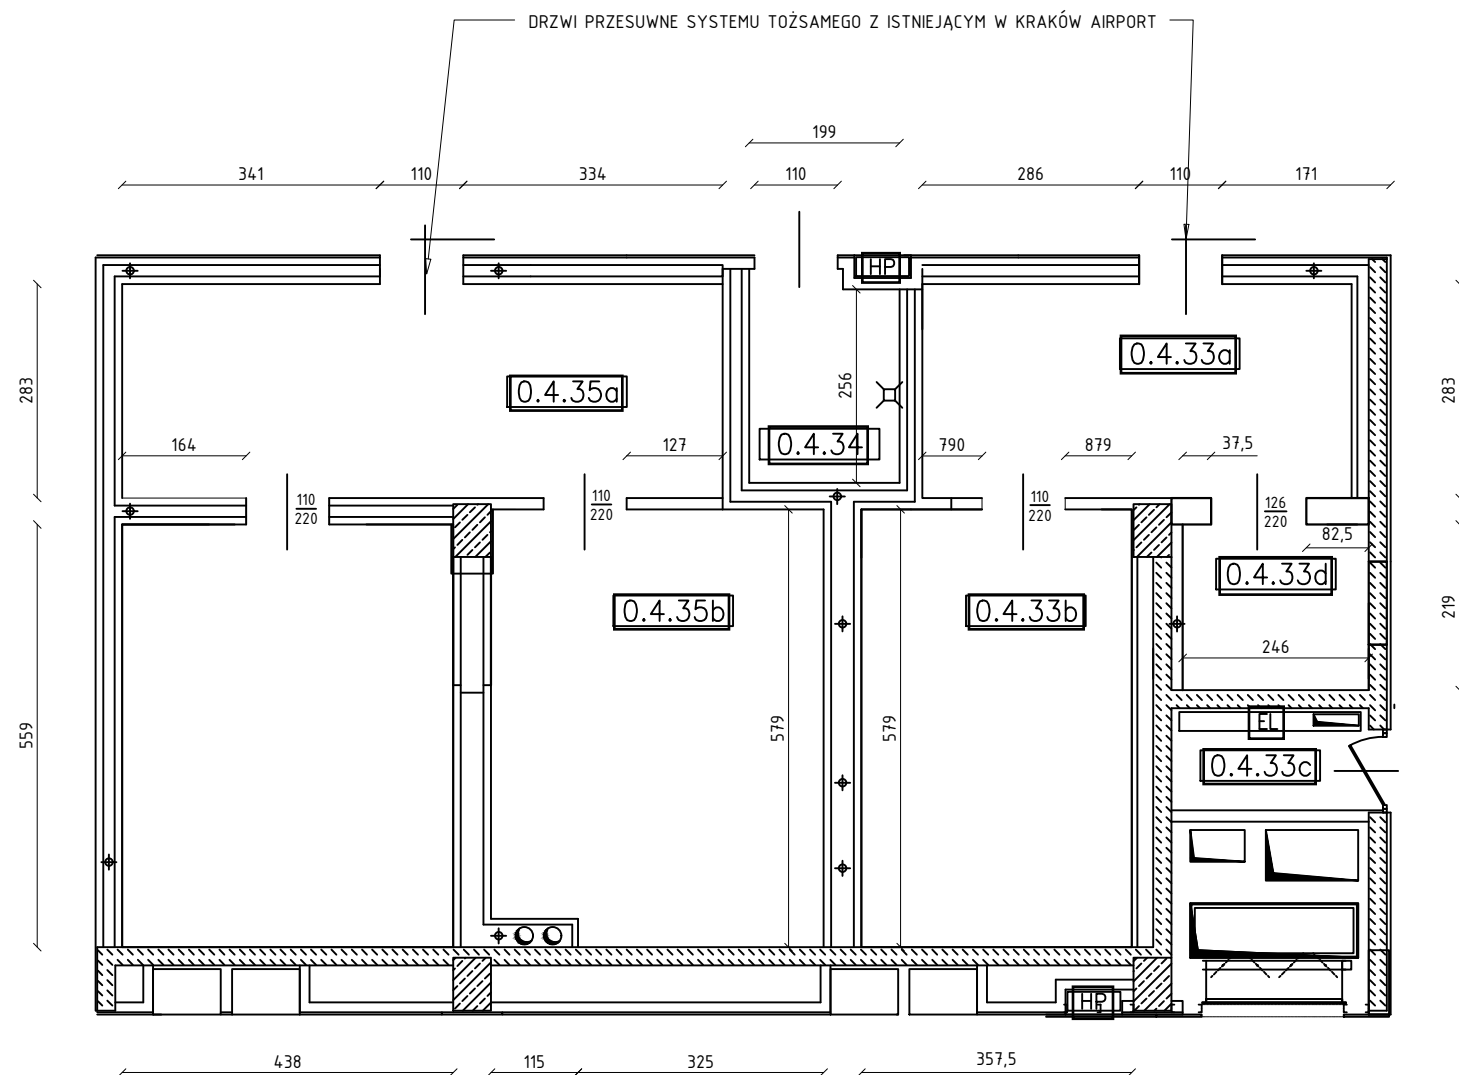 DRZWI PRZESUWNE SYSTEMU TOŻSAMEGO Z ISTNIEJĄCYM W KRAKÓW AIRPORT
199
341 110 334 110 286 110 171
HP
0.4.33a
283 0.4.35a 256 283
164 127 0.4.34 790 879 37,5
110
220
110
220
110
220
126
220
82,5
0.4.33d
0.4.35b 0.4.33b 219
246
559 579 579 EL
0.4.33c
HP
438 115 325 357,5